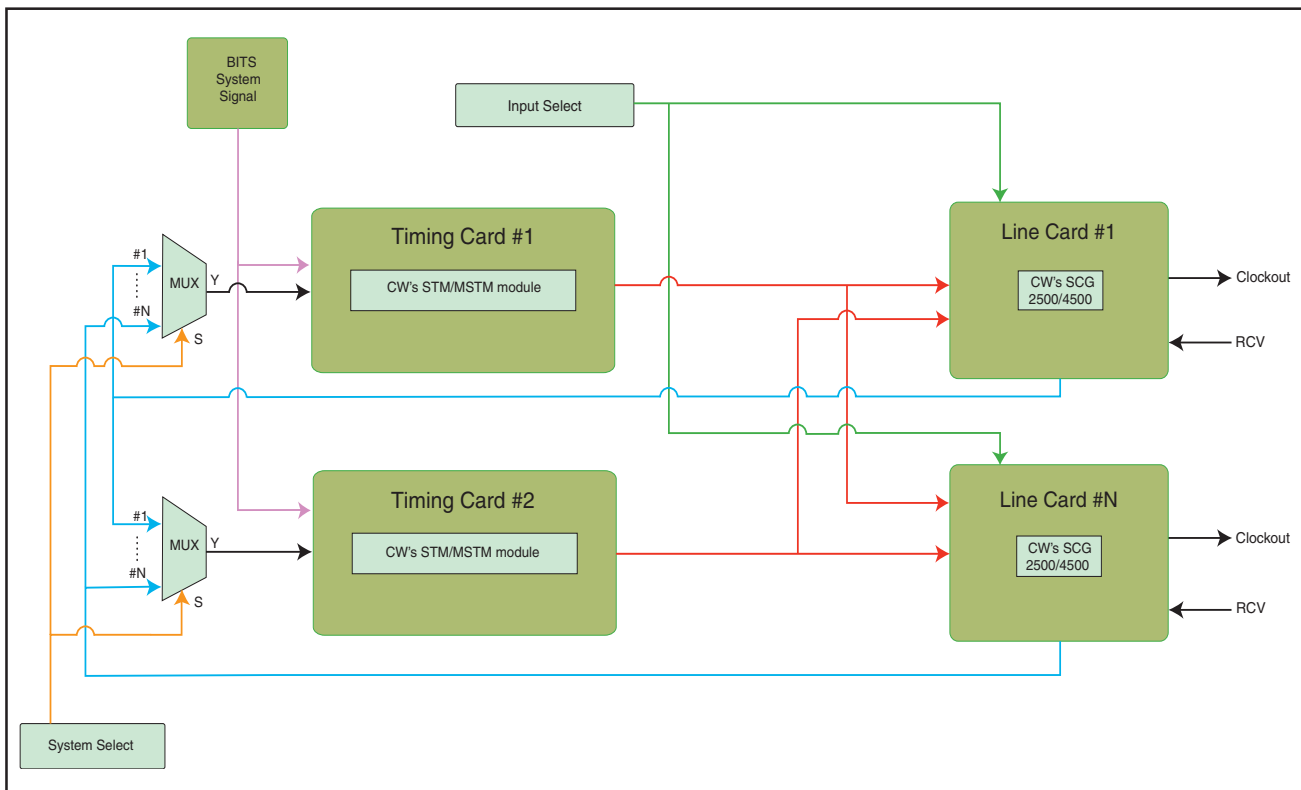 BITS
System
Signal
Input Select
Timing Card #1
CW's STM/MSTM module
Line Card #1
CW's SCG
2500/4500
Clockout
RCV
#1
MUX
Y
#N
S
Timing Card #2
CW's STM/MSTM module
Line Card #N
CW's SCG
2500/4500
Clockout
RCV
#1
MUX
Y
#N
S
System Select